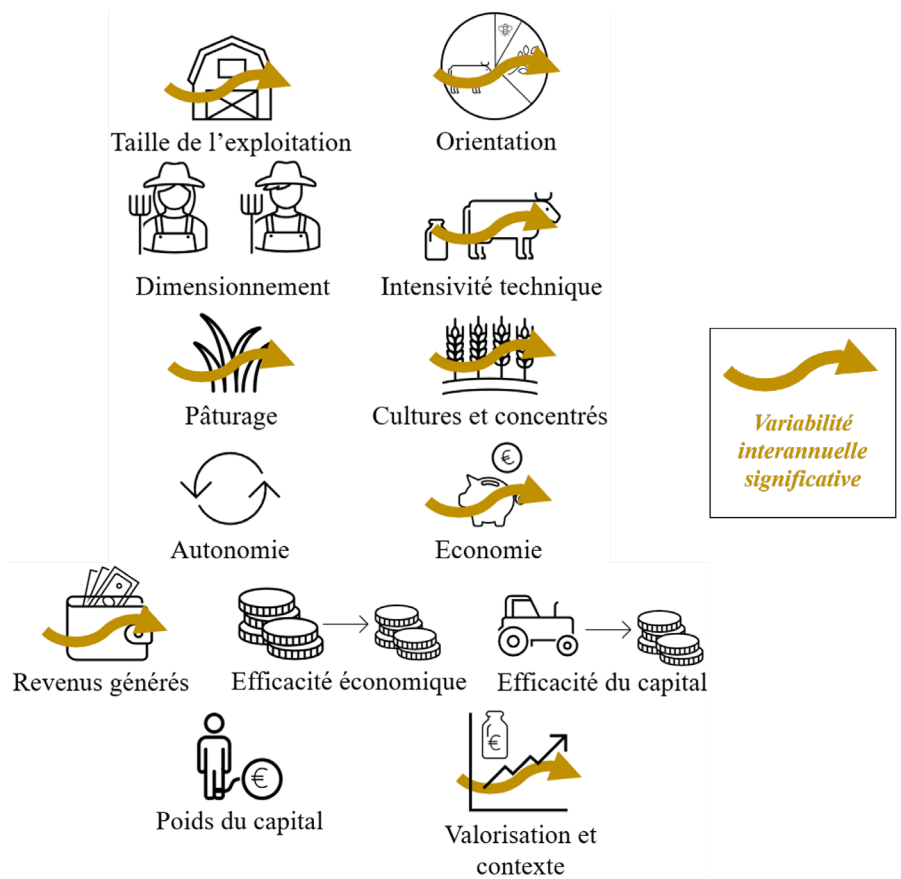 Taille de l’exploitation
Orientation
Dimensionnement
Intensivité technique
Pâturage
Cultures et concentrés
Variabilité
interannuelle
significative
€
Autonomie
Economie
Revenus générés
Efficacité économique
Efficacité du capital
€
€
Poids du capital
Valorisation et
contexte